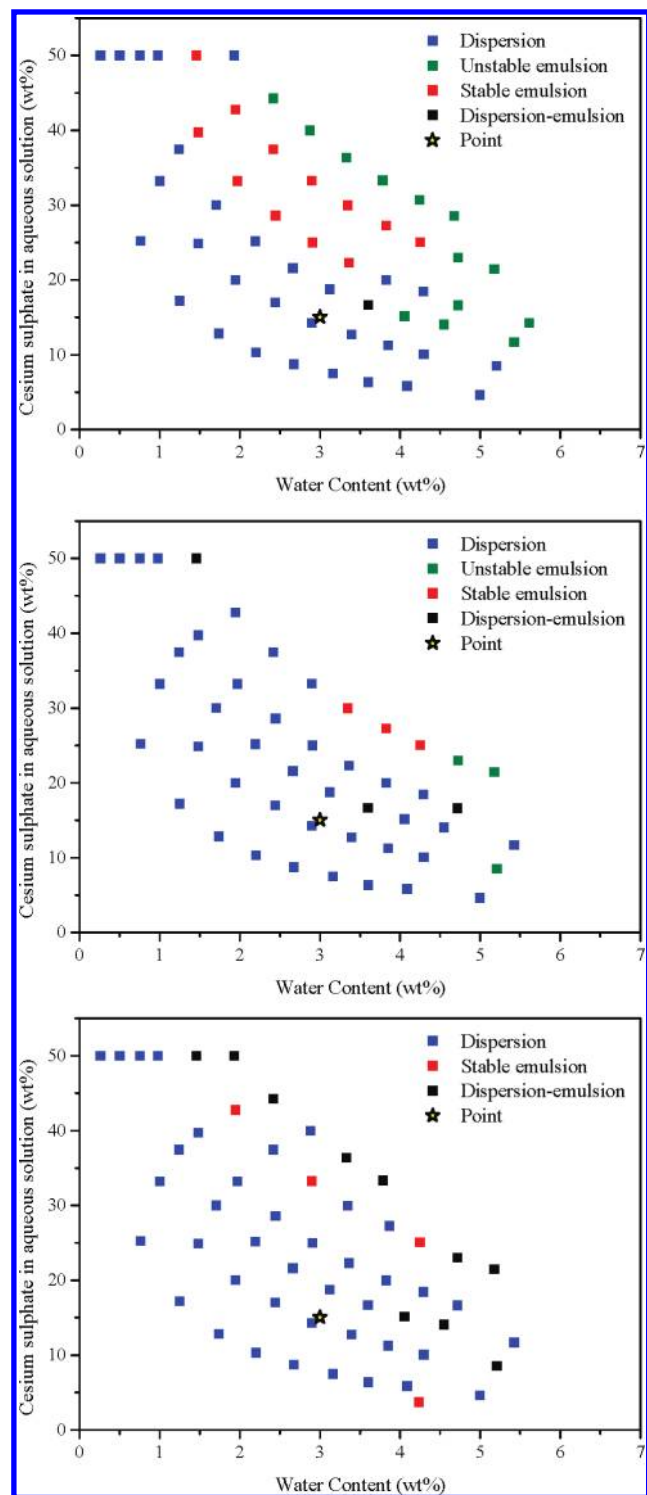 Cesium sulphate in aqueous solution (wt%)
50
40
30
20
10
0
Dispersion
Unstable emulsion
Stable emulsion
Dispersion-emulsion
Point
0 1 2 3 4 5 6 7
Water Content (wt%)
Cesium sulphate in aqueous solution (wt%)
50
40
30
20
10
0
Dispersion
Unstable emulsion
Stable emulsion
Dispersion-emulsion
Point
0 1 2 3 4 5 6 7
Water Content (wt%)
Cesium sulphate in aqueous solution (wt%)
50
40
30
20
10
0
Dispersion
Stable emulsion
Dispersion-emulsion
Point
0 1 2 3 4 5 6 7
Water Content (wt%)